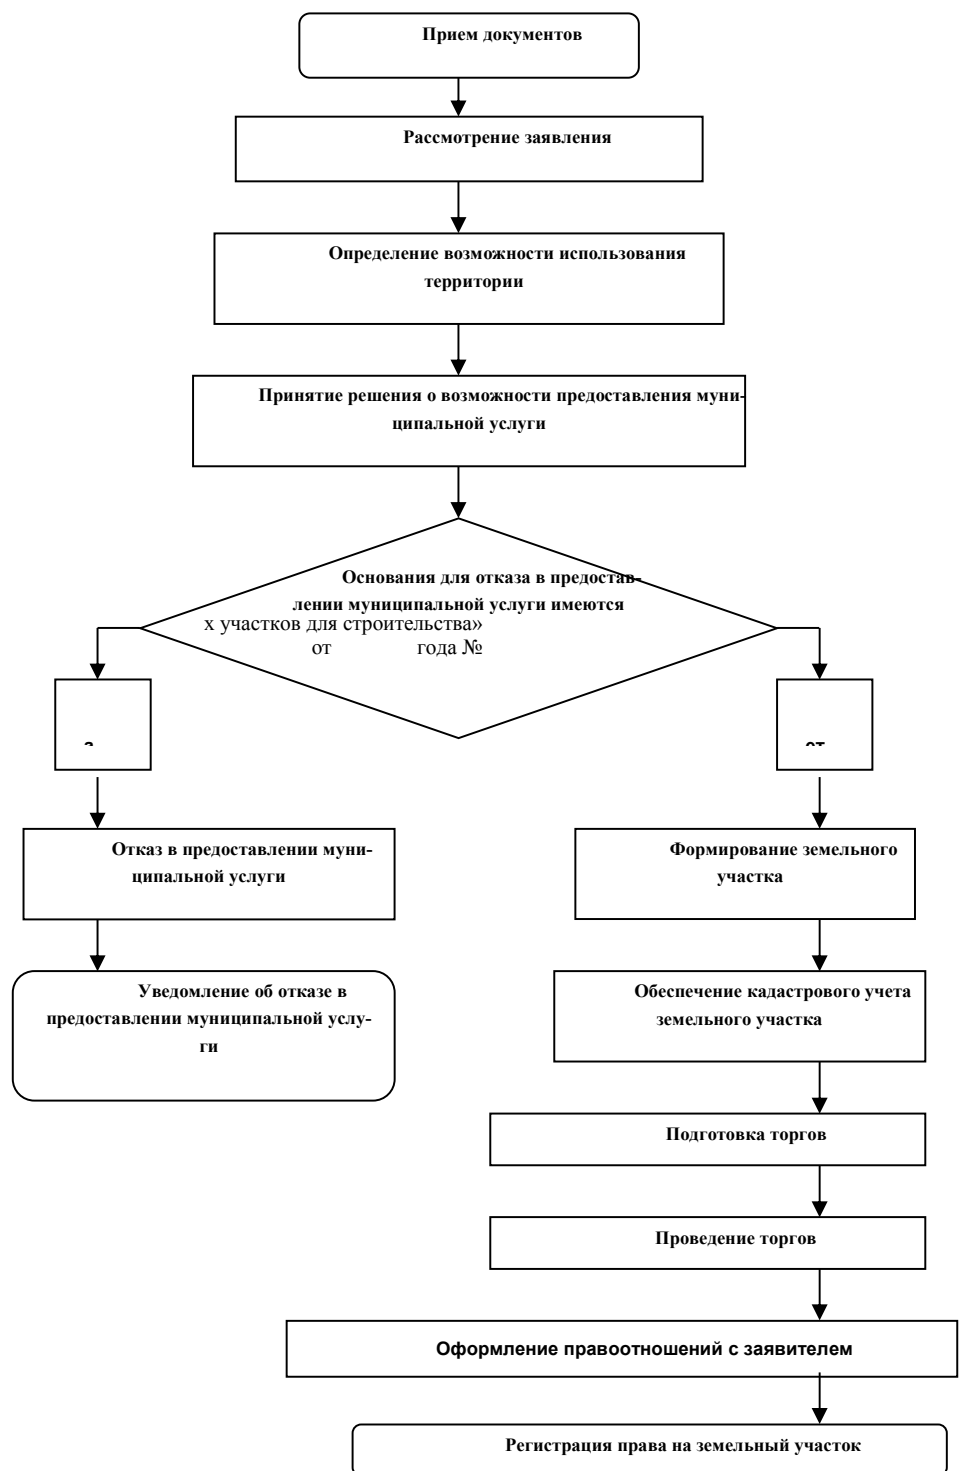 Прием документов
Рассмотрение заявления
Определение возможности использования
территории
Принятие решения о возможности предоставления муни-
ципальной услуги
Основания для отказа в предостав-
лении муниципальной услуги имеются
х участков для строительства»
от года №
Отказ в предоставлении муни-
ципальной услуги
Уведомление об отказе в
предоставлении муниципальной услу-
ги
Формирование земельного
участка
Обеспечение кадастрового учета
земельного участка
Подготовка торгов
Проведение торгов
Оформление правоотношений с заявителем
Регистрация права на земельный участок